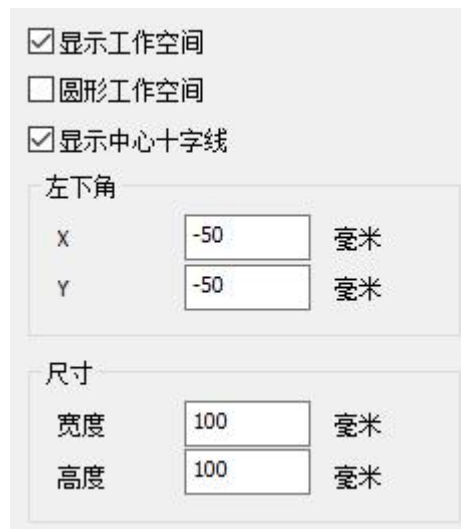 显示工作空间
圆形工作空间
显示中心十字线
左下角
X -50 毫米
Y -50 毫米
尺寸
宽度 100 毫米
高度 100 毫米